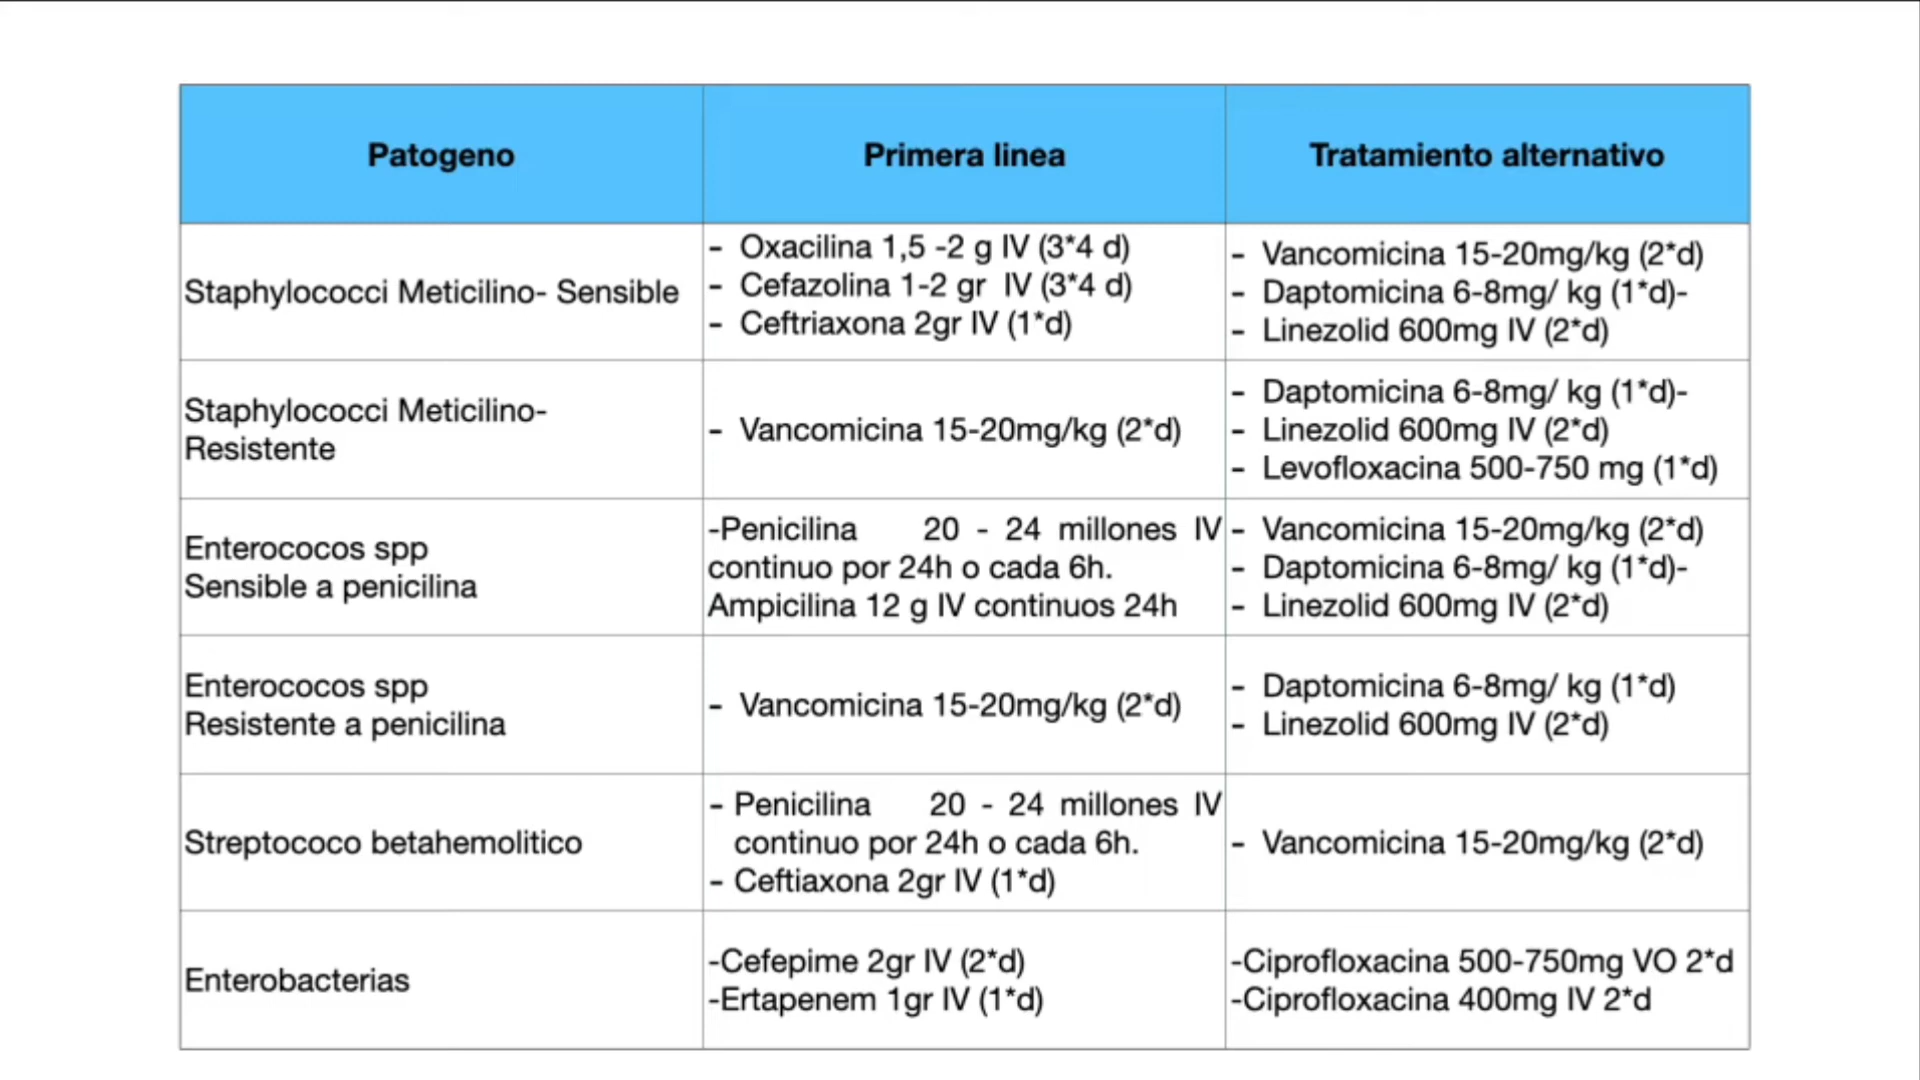 Patogeno
Primera linea
Tratamiento alternativo
Staphylococci Meticilino- Sensible
- Oxacilina 1,5 -2 g IV (3*4 d)
- Cefazolina 1-2 gr IV (3*4 d)
- Ceftriaxona 2gr IV (1*d)
- Vancomicina 15-20mg/kg (2*d)
- Daptomicina 6-8mg/ kg (1*d)-
- Linezolid 600mg IV (2*d)
Staphylococci Meticilino-
Resistente
- Vancomicina 15-20mg/kg (2*d)
- Daptomicina 6-8mg/ kg (1*d)-
- Linezolid 600mg IV (2*d)
- Levofloxacina 500-750 mg (1*d)
Enterococos spp
Sensible a penicilina
-Penicilina 20 - 24 millones IV
continuo por 24h o cada 6h.
Ampicilina 12 g IV continuos 24h
- Vancomicina 15-20mg/kg (2*d)
- Daptomicina 6-8mg/ kg (1*d)-
- Linezolid 600mg IV (2*d)
Enterococos spp
Resistente a penicilina
- Vancomicina 15-20mg/kg (2*d)
- Daptomicina 6-8mg/ kg (1*d)
- Linezolid 600mg IV (2*d)
Streptococo betahemolitico
- Penicilina 20 - 24 millones IV
continuo por 24h o cada 6h.
- Ceftiaxona 2gr IV (1*d)
- Vancomicina 15-20mg/kg (2*d)
Enterobacterias
-Cefepime 2gr IV (2*d)
-Ertapenem 1gr IV (1*d)
-Ciprofloxacina 500-750mg VO 2*d
-Ciprofloxacina 400mg IV 2*d